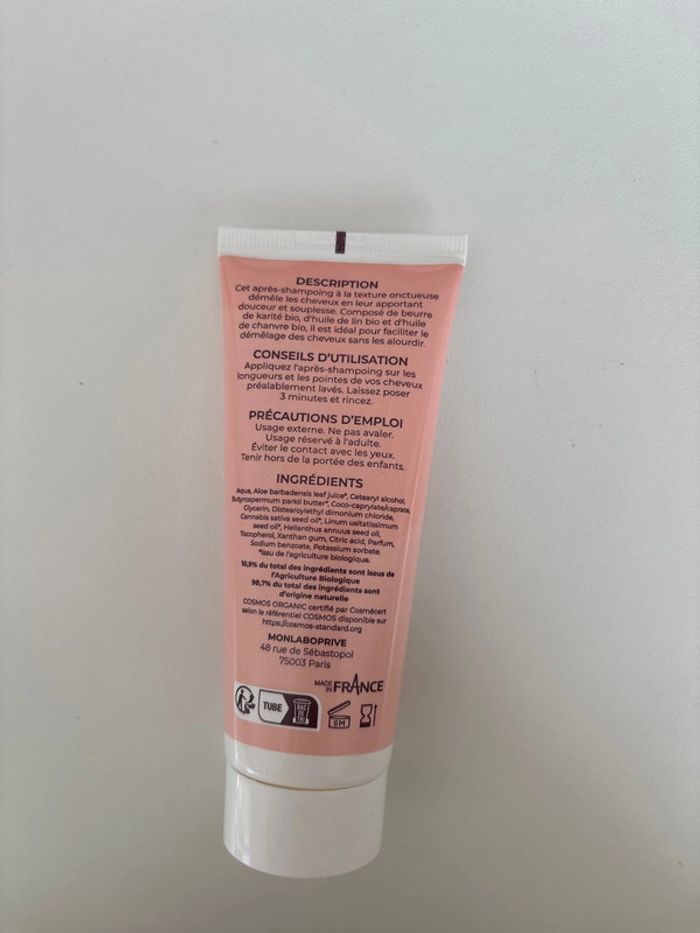 DESCRIPTION
Cet après-shampoing à la texture onctueuse
démêle les cheveux en leur apportant
douceur et souplesse. Composé de beurre
de karité bio, d'huile de lin bio et d'huile
de chanvre bio, il est idéal pour faciliter le
démêlage des cheveux sans les alourdir.
CONSEILS D'UTILISATION
Appliquez l'après-shampoing sur les
longueurs et les pointes de vos cheveux
préalablement lavés. Laissez poser
3 minutes et rincez.
PRÉCAUTIONS D'EMPLOI
Usage externe. Ne pas avaler.
Usage réservé à l'adulte.
Éviter le contact avec les yeux.
Tenir hors de la portée des enfants.
INGRÉDIENTS
Aqua, Aloe barbadensis leaf juice*, Cetearyl alcohol,
Butyrospermum parkii butter*, Coco-caprylate/caprate,
Glycerin, Distearoylethyl dimonium chloride,
Cannabis sativa seed oil*, Linum usitatissimum
seed oil*, Helianthus annuus seed oil,
Tocopherol, Xanthan gum, Citric acid, Parfum,
Sodium benzoate, Potassium sorbate.
*issu de l'agriculture biologique.
10,9% du total des ingrédients sont issus de
l'Agriculture Biologique
98,7% du total des ingrédients sont
d'origine naturelle
COSMOS ORGANIC certifié par Cosmécert
selon le référentiel COSMOS disponible sur
https://cosmos-standard.org
MONLABOPRIVE
48 rue de Sébastopol
75003 Paris
MADE IN FRANCE
TUBE
BAC DE TRI
6M